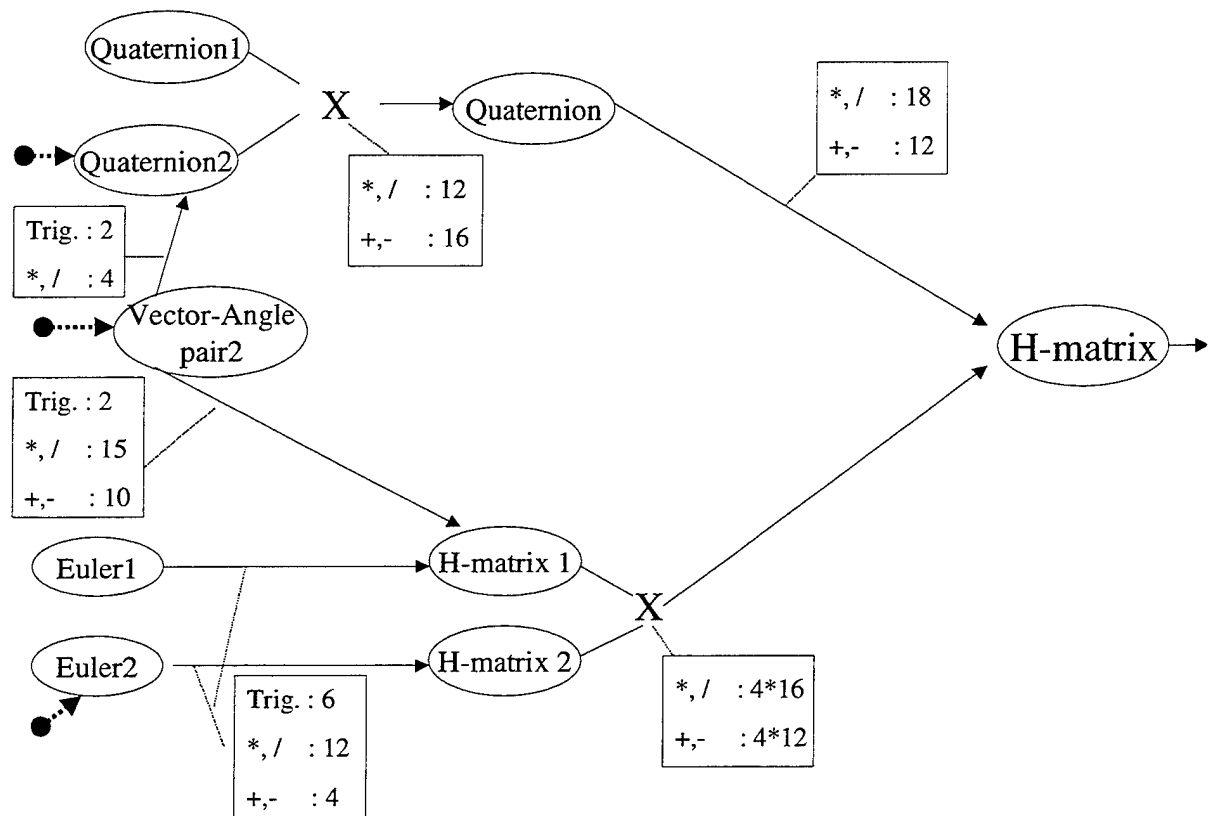 Quaternion1
X
Quaternion
*, / : 18
+,- : 12
Quaternion2
*, / : 12
+,- : 16
Trig. : 2
*, / : 4
Vector-Angle
pair2
H-matrix
Trig. : 2
*, / : 15
+,- : 10
Euler1
H-matrix 1
X
Euler2
H-matrix 2
Trig. : 6
*, / : 12
+,- : 4
*, / : 4*16
+,- : 4*12